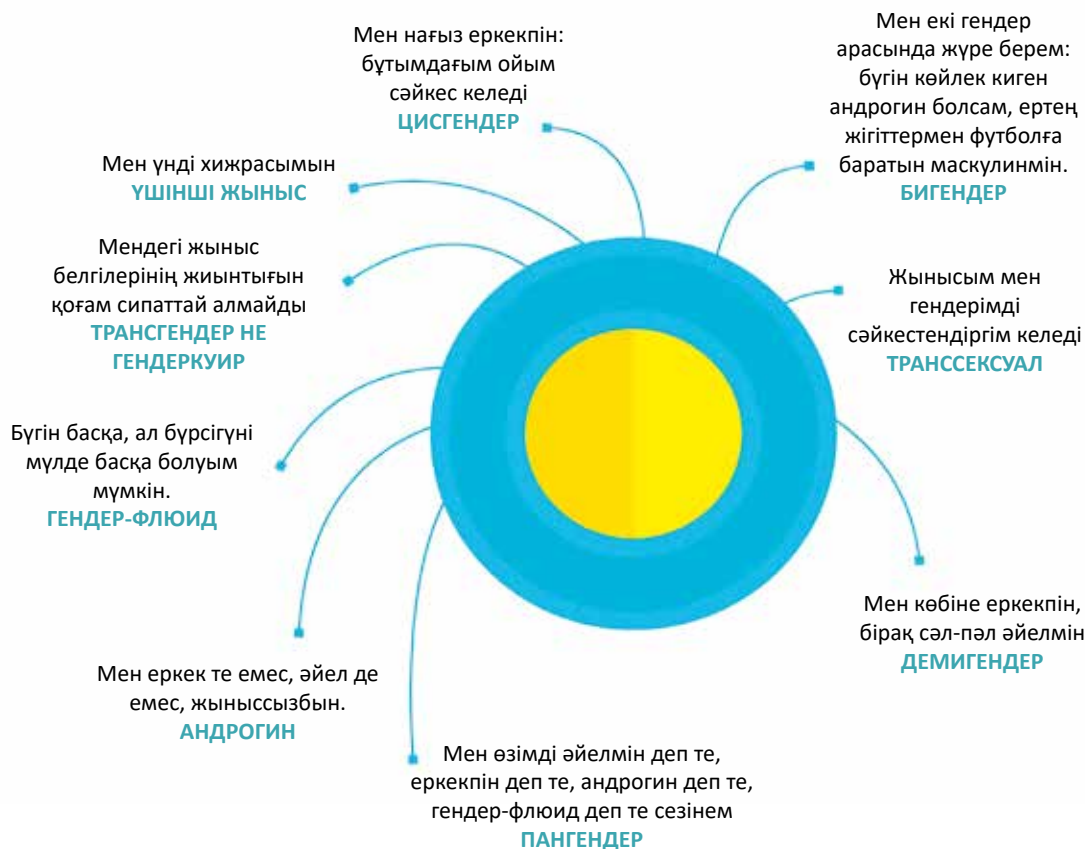 Мен нағыз еркекпін:
бұтымдағым ойым
сәйкес келеді
ЦИСГЕНДЕР
Мен екі гендер
арасында жүре берем:
бүгін көйлек киген
андрогин болсам, ертең
жігіттермен футболға
баратын маскулинмін.
БИГЕНДЕР
Мен үнді хижрасымын
ҮШІНШІ ЖЫНЫС
Мендегі жыныс
белгілерінің жиынтығын
қоғам сипаттай алмайды
ТРАНСГЕНДЕР НЕ
ГЕНДЕРКУИР
Жынысым мен
гендерімді
сәйкестендіргім келеді
ТРАНССЕКСУАЛ
Бүгін басқа, ал бүрсігүні
мүлде басқа болуым
мүмкін.
ГЕНДЕР-ФЛЮИД
Мен көбіне еркекпін,
бірақ сәл-пәл әйелмін
ДЕМИГЕНДЕР
Мен еркек те емес, әйел де
емес, жыныссызбын.
АНДРОГИН
Мен өзімді әйелмін деп те,
еркекпін деп те, андрогин деп те,
гендер-флюид деп те сезінем
ПАНГЕНДЕР